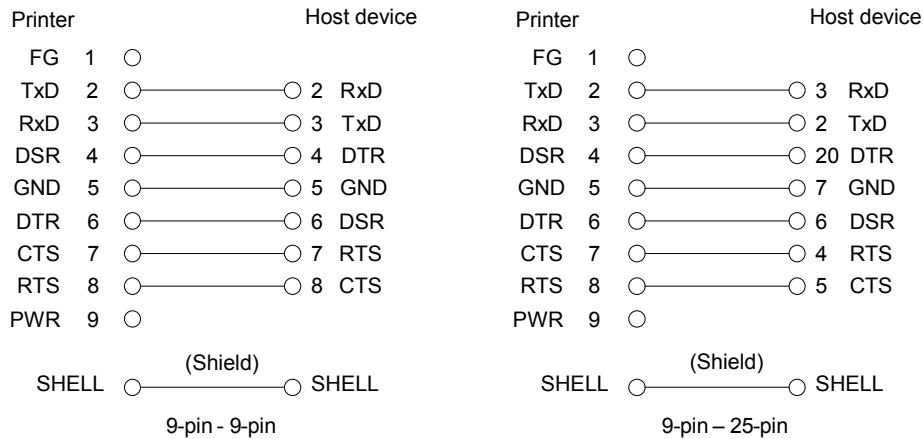 Printer Host device
FG 1
TxD 2 2 RxD
RxD 3 3 TxD
DSR 4 4 DTR
GND 5 5 GND
DTR 6 6 DSR
CTS 7 7 RTS
RTS 8 8 CTS
PWR 9
(Shield)
SHELL SHELL
9-pin - 9-pin
Printer Host device
FG 1
TxD 2 3 RxD
RxD 3 2 TxD
DSR 4 20 DTR
GND 5 7 GND
DTR 6 6 DSR
CTS 7 4 RTS
RTS 8 5 CTS
PWR 9
(Shield)
SHELL SHELL
9-pin – 25-pin